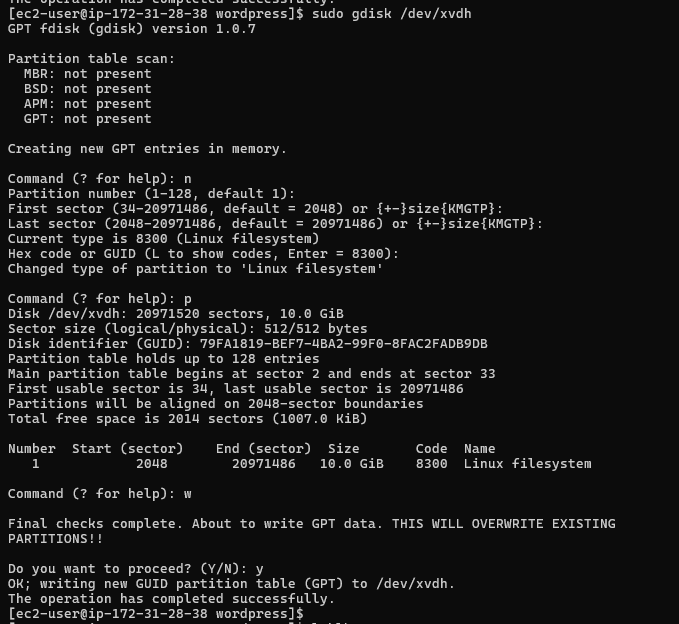 The operation has completed successfully.
[ec2-user@ip-172-31-28-38 wordpress]$ sudo gdisk /dev/xvdh
GPT fdisk (gdisk) version 1.0.7
Partition table scan:
MBR: not present
BSD: not present
APM: not present
GPT: not present
Creating new GPT entries in memory.
Command (? for help): n
Partition number (1-128, default 1):
First sector (34-20971486, default = 2048) or {+-}size{KMGTP}:
Last sector (2048-20971486, default = 20971486) or {+-}size{KMGTP}:
Current type is 8300 (Linux filesystem)
Hex code or GUID (L to show codes, Enter = 8300):
Changed type of partition to 'Linux filesystem'
Command (? for help): p
Disk /dev/xvdh: 20971520 sectors, 10.0 GiB
Sector size (logical/physical): 512/512 bytes
Disk identifier (GUID): 79FA1819-BEF7-4BA2-99F0-8FAC2FADB9DB
Partition table holds up to 128 entries
Main partition table begins at sector 2 and ends at sector 33
First usable sector is 34, last usable sector is 20971486
Partitions will be aligned on 2048-sector boundaries
Total free space is 2014 sectors (1007.0 KiB)
Number  Start (sector)    End (sector)  Size       Code  Name
1            2048        20971486   10.0 GiB    8300  Linux filesystem
Command (? for help): w
Final checks complete. About to write GPT data. THIS WILL OVERWRITE EXISTING
PARTITIONS!!
Do you want to proceed? (Y/N): y
OK; writing new GUID partition table (GPT) to /dev/xvdh.
The operation has completed successfully.
[ec2-user@ip-172-31-28-38 wordpress]$